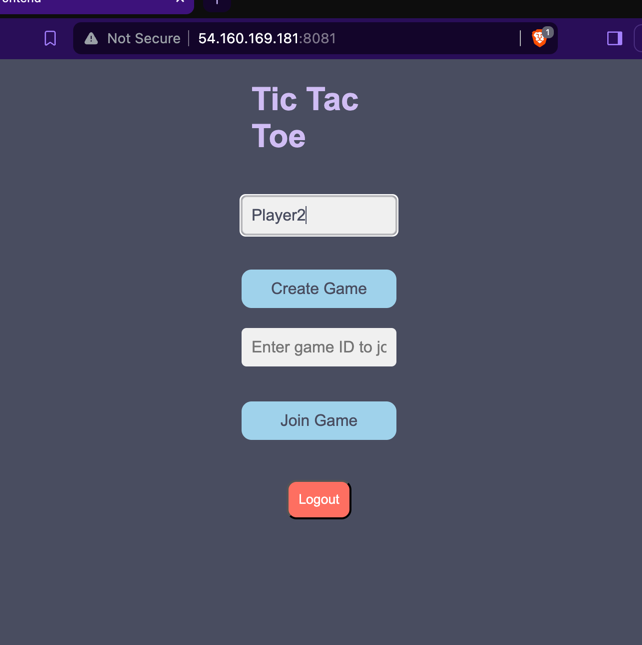 ontend
Not Secure 54.160.169.181:8081
1
Tic Tac
Toe
Player2
Create Game
Enter game ID to jc
Join Game
Logout